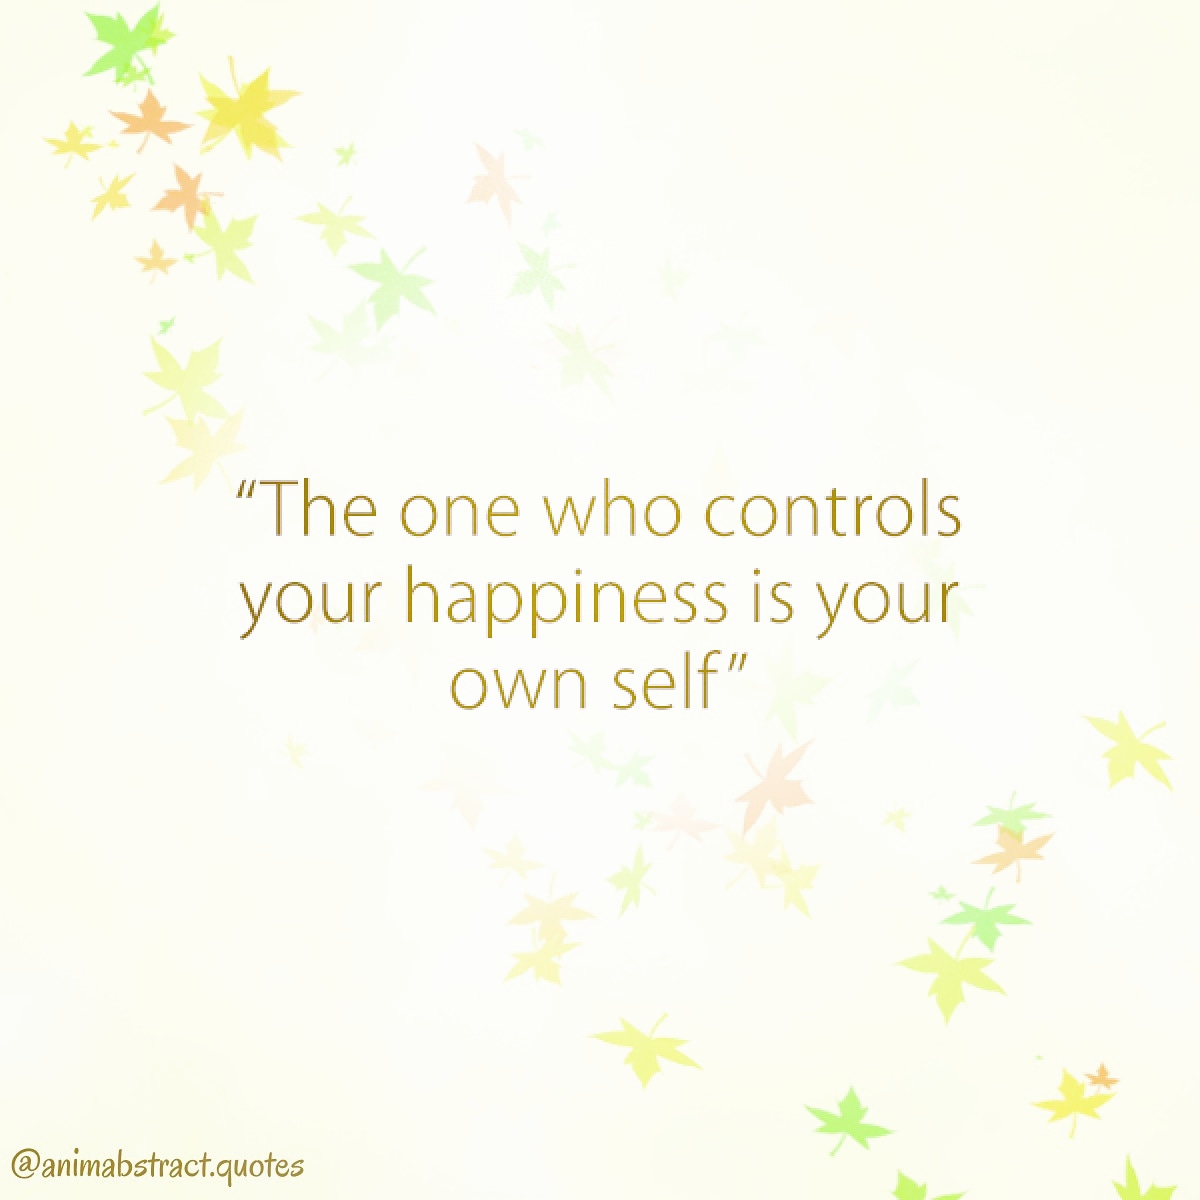 “The one who controls
your happiness is your
own self”
@animabstract.quotes